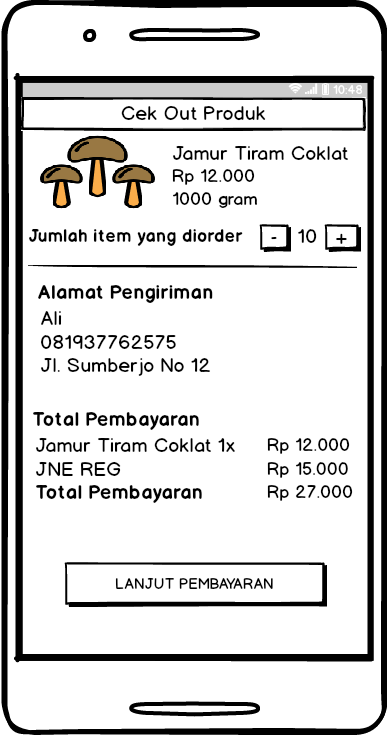 10:48
Cek Out Produk
Jamur Tiram Coklat
Rp 12.000
1000 gram
Jumlah item yang diorder - 10 +
Alamat Pengiriman
Ali
081937762575
Jl. Sumberjo No 12
Total Pembayaran
Jamur Tiram Coklat 1x Rp 12.000
JNE REG Rp 15.000
Total Pembayaran Rp 27.000
LANJUT PEMBAYARAN